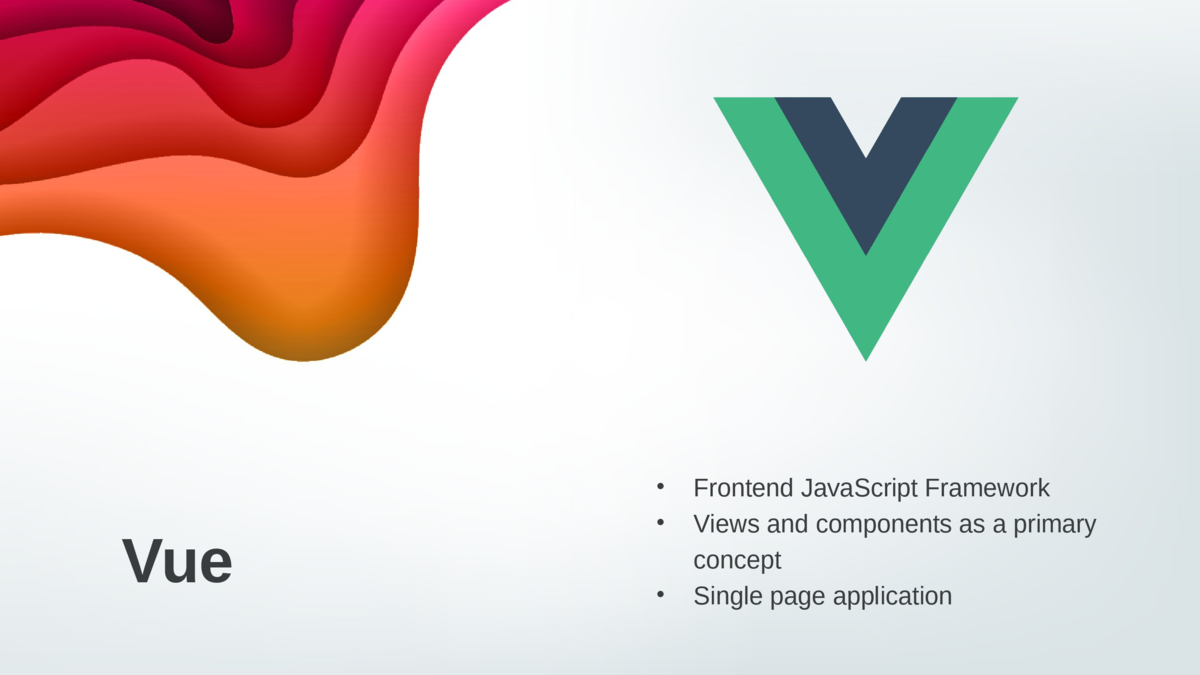 Vue
• Frontend JavaScript Framework
• Views and components as a primary
concept
• Single page application